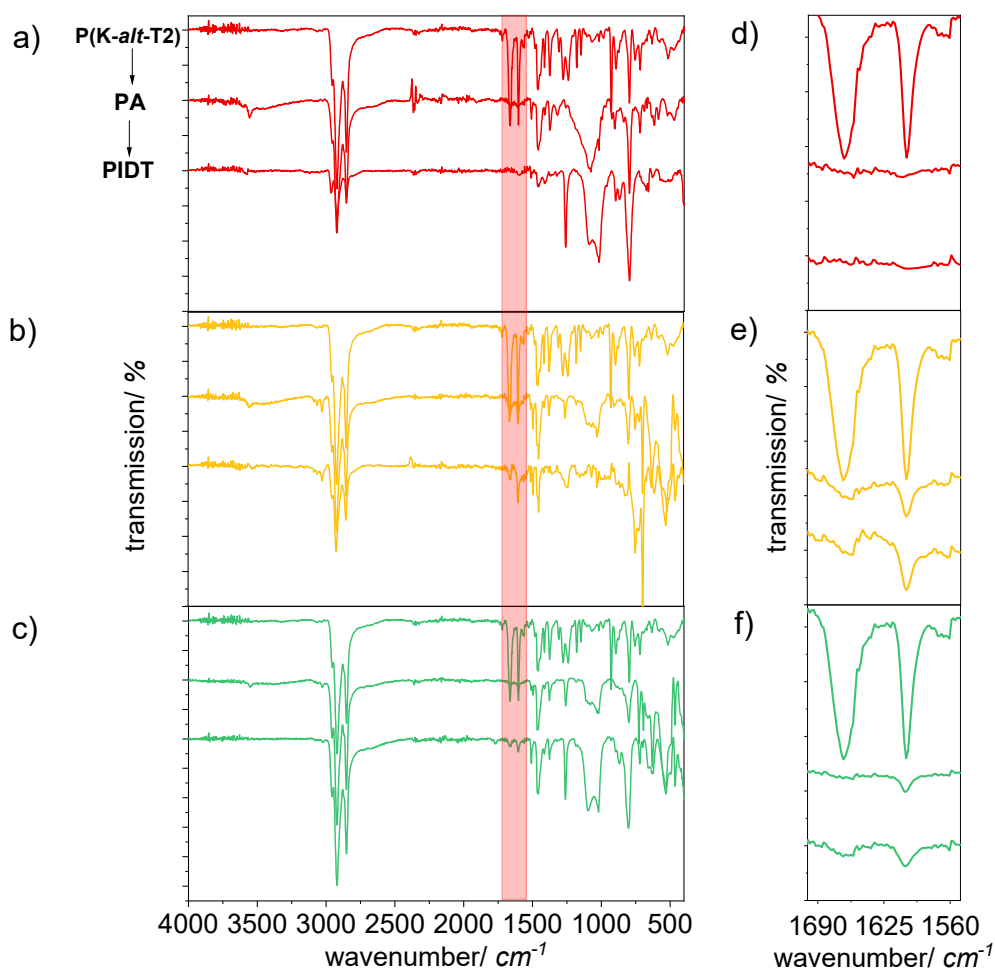 a)
P(K-alt-T2)
PA
PIDT
d)
b)
e)
transmission/ %
transmission/ %
c)
f)
4000 3500 3000 2500 2000 1500 1000 500
1690 1625 1560
wavenumber/ cm⁻¹
wavenumber/ cm⁻¹